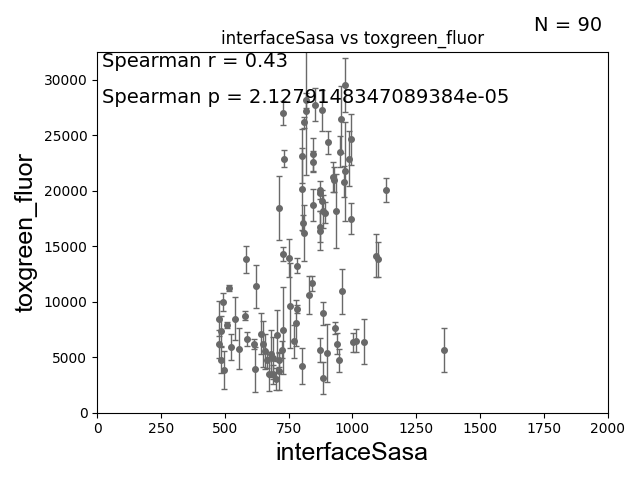 N = 90
interfaceSasa vs toxgreen_fluor
Spearman r = 0.43
Spearman p = 2.1279148347089384e-05
toxgreen_fluor
30000
25000
20000
15000
10000
5000
0
0 250 500 750 1000 1250 1500 1750 2000
interfaceSasa